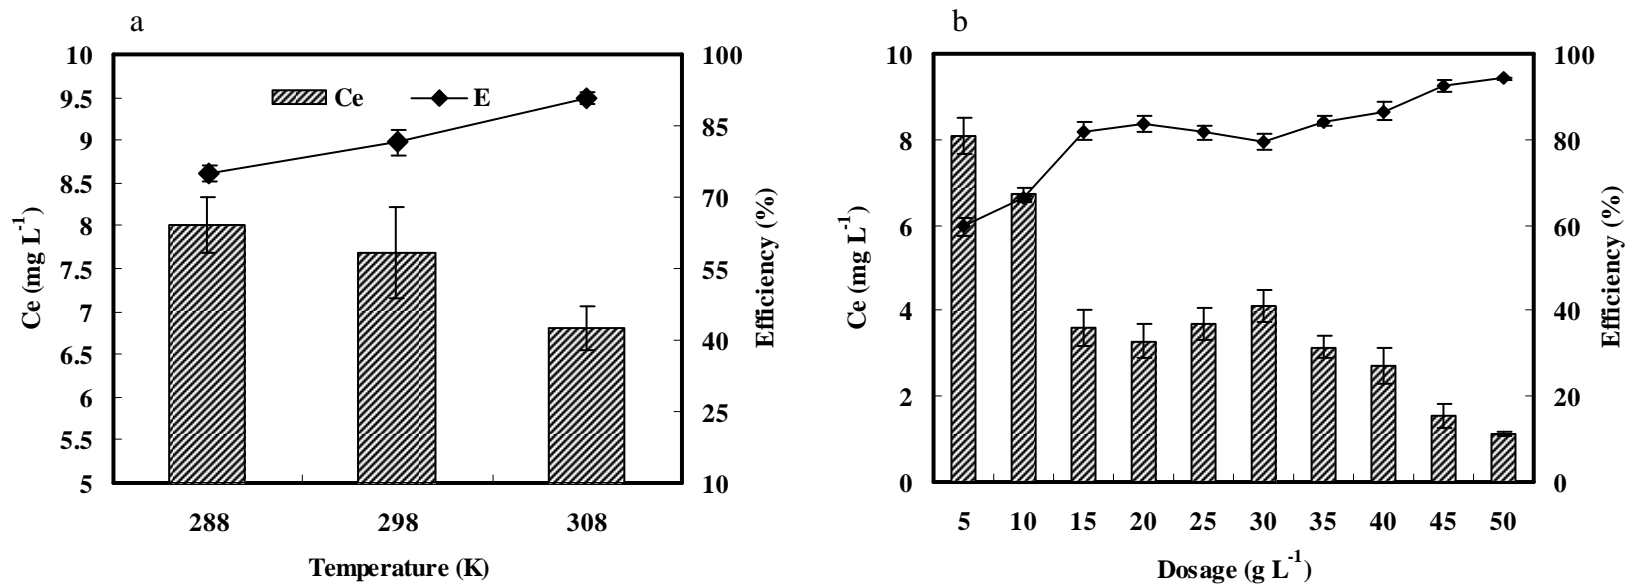 a
10
9.5
9
8.5
8
7.5
7
6.5
6
5.5
5
Ce (mg L⁻¹)
Ce
E
100
85
70
55
40
25
10
Efficiency (%)
288 298 308
Temperature (K)
b
10
8
6
4
2
0
Ce (mg L⁻¹)
100
80
60
40
20
0
Efficiency (%)
5 10 15 20 25 30 35 40 45 50
Dosage (g L⁻¹)